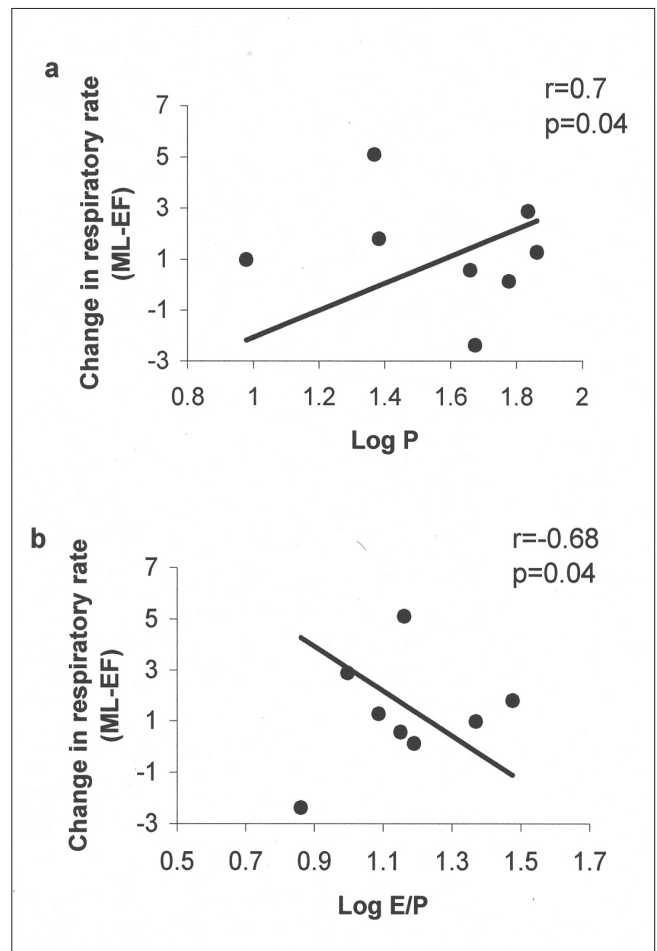 a
r=0.7
p=0.04
Change in respiratory rate
(ML-EF)
7
5
3
1
-1
-3
0.8 1 1.2 1.4 1.6 1.8 2
Log P
b
r=-0.68
p=0.04
Change in respiratory rate
(ML-EF)
7
5
3
1
-1
-3
0.5 0.7 0.9 1.1 1.3 1.5 1.7
Log E/P